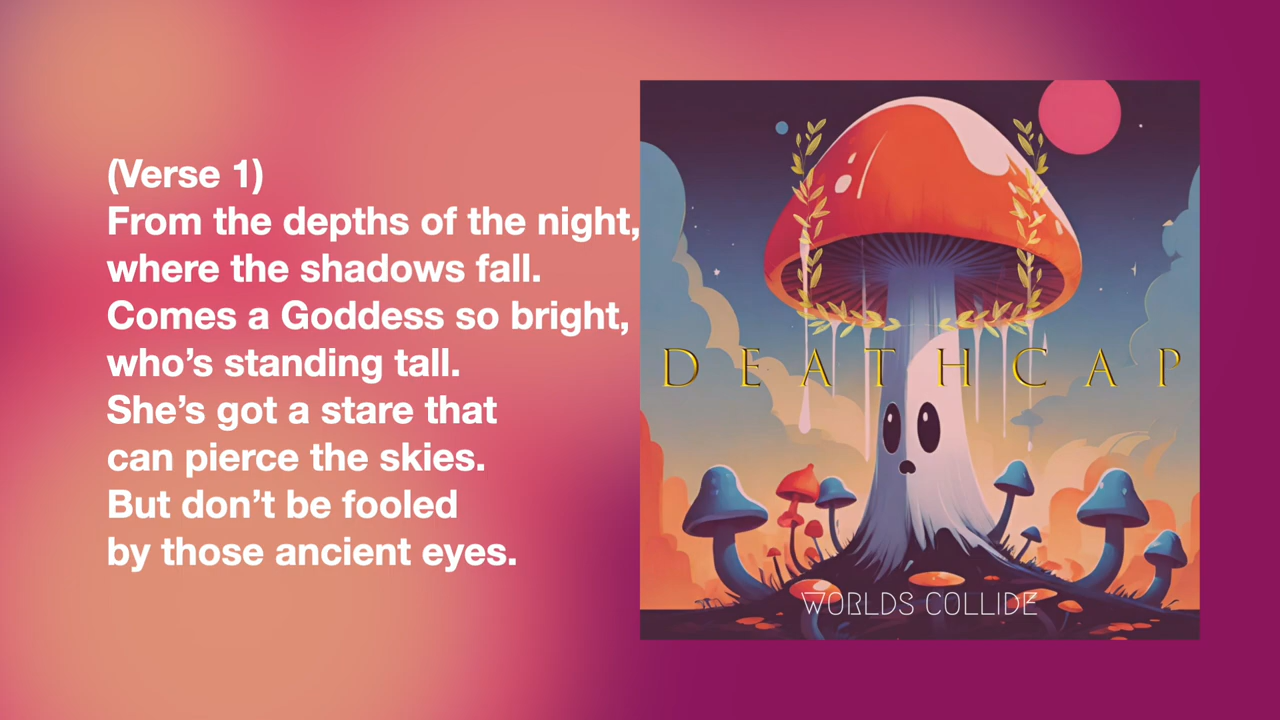 (Verse 1)
From the depths of the night,
where the shadows fall.
Comes a Goddess so bright,
who’s standing tall.
She’s got a stare that
can pierce the skies.
But don’t be fooled
by those ancient eyes.
DEATHCAP
WORLDS COLLIDE